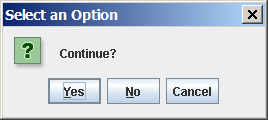 Select an Option
?
Continue?
Yes No Cancel